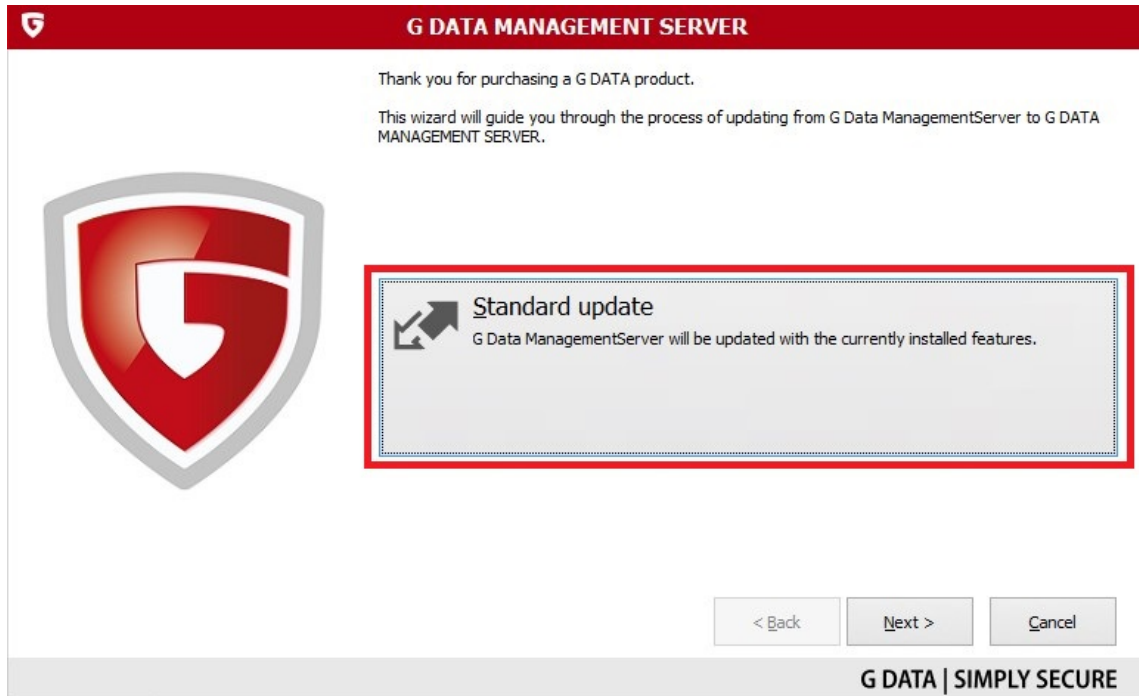 G DATA MANAGEMENT SERVER
Thank you for purchasing a G DATA product.
This wizard will guide you through the process of updating from G Data ManagementServer to G DATA
MANAGEMENT SERVER.
Standard update
G Data ManagementServer will be updated with the currently installed features.
< Back
Next >
Cancel
G DATA | SIMPLY SECURE